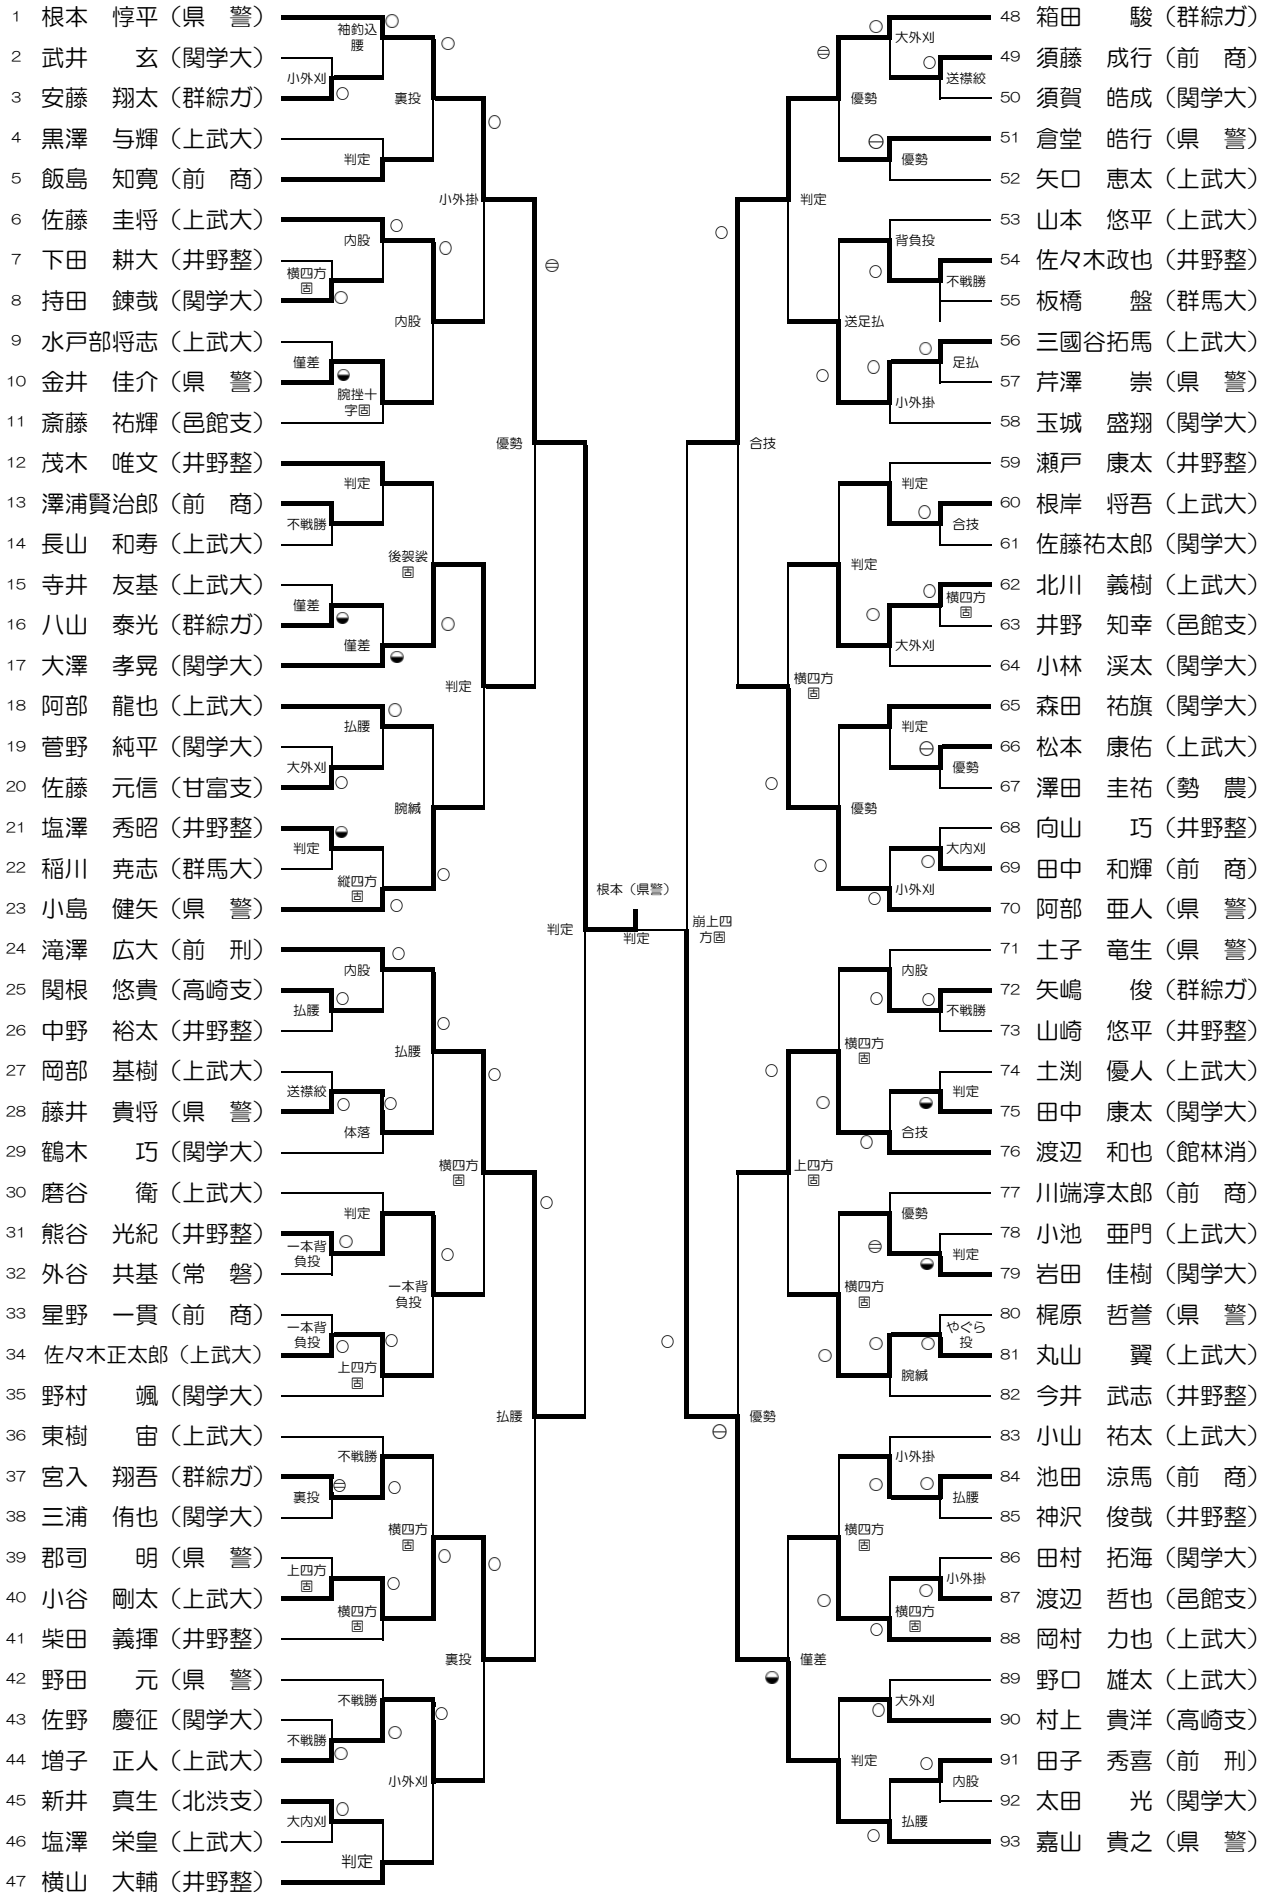 1 根本　惇平（県　警）
2 武井　　玄（関学大）
3 安藤　翔太（群綜ガ）
4 黒澤　与輝（上武大）
5 飯島　知寛（前　商）
6 佐藤　圭将（上武大）
7 下田　耕大（井野整）
8 持田　錬哉（関学大）
9 水戸部将志（上武大）
10 金井　佳介（県　警）
11 斎藤　祐輝（邑館支）
12 茂木　唯文（井野整）
13 澤浦賢治郎（前　商）
14 長山　和寿（上武大）
15 寺井　友基（上武大）
16 八山　泰光（群綜ガ）
17 大澤　孝晃（関学大）
18 阿部　龍也（上武大）
19 菅野　純平（関学大）
20 佐藤　元信（甘富支）
21 塩澤　秀昭（井野整）
22 稲川　尭志（群馬大）
23 小島　健矢（県　警）
24 滝澤　広大（前　刑）
25 関根　悠貴（高崎支）
26 中野　裕太（井野整）
27 岡部　基樹（上武大）
28 藤井　貴将（県　警）
29 鶴木　　巧（関学大）
30 磨谷　　衛（上武大）
31 熊谷　光紀（井野整）
32 外谷　共基（常　磐）
33 星野　一貫（前　商）
34 佐々木正太郎（上武大）
35 野村　　颯（関学大）
36 東樹　　宙（上武大）
37 宮入　翔吾（群綜ガ）
38 三浦　侑也（関学大）
39 郡司　　明（県　警）
40 小谷　剛太（上武大）
41 柴田　義揮（井野整）
42 野田　　元（県　警）
43 佐野　慶征（関学大）
44 増子　正人（上武大）
45 新井　真生（北渋支）
46 塩澤　栄皇（上武大）
47 横山　大輔（井野整）
袖釣込
腰
小外刈
裏投
判定
小外掛
内股
横四方
固
内股
僅差
腕挫十
字固
優勢
判定
不戦勝
後袈裟
固
僅差
僅差
判定
払腰
大外刈
腕緘
判定
縦四方
固
判定
内股
払腰
払腰
送襟絞
体落
横四方
固
判定
一本背
負投
一本背
負投
一本背
負投
上四方
固
払腰
不戦勝
裏投
横四方
固
上四方
固
横四方
固
裏投
不戦勝
不戦勝
小外刈
大内刈
判定
根本（県警）
判定
48 箱田　　駿（群綜ガ）
49 須藤　成行（前　商）
50 須賀　皓成（関学大）
51 倉堂　皓行（県　警）
52 矢口　恵太（上武大）
53 山本　悠平（上武大）
54 佐々木政也（井野整）
55 板橋　　盤（群馬大）
56 三國谷拓馬（上武大）
57 芹澤　　崇（県　警）
58 玉城　盛翔（関学大）
59 瀬戸　康太（井野整）
60 根岸　将吾（上武大）
61 佐藤祐太郎（関学大）
62 北川　義樹（上武大）
63 井野　知幸（邑館支）
64 小林　渓太（関学大）
65 森田　祐旗（関学大）
66 松本　康佑（上武大）
67 澤田　圭祐（勢　農）
68 向山　　巧（井野整）
69 田中　和輝（前　商）
70 阿部　亜人（県　警）
71 土子　竜生（県　警）
72 矢嶋　　俊（群綜ガ）
73 山崎　悠平（井野整）
74 土渕　優人（上武大）
75 田中　康太（関学大）
76 渡辺　和也（館林消）
77 川端淳太郎（前　商）
78 小池　亜門（上武大）
79 岩田　佳樹（関学大）
80 梶原　哲誉（県　警）
81 丸山　　翼（上武大）
82 今井　武志（井野整）
83 小山　祐太（上武大）
84 池田　涼馬（前　商）
85 神沢　俊哉（井野整）
86 田村　拓海（関学大）
87 渡辺　哲也（邑館支）
88 岡村　力也（上武大）
89 野口　雄太（上武大）
90 村上　貴洋（高崎支）
91 田子　秀喜（前　刑）
92 太田　　光（関学大）
93 嘉山　貴之（県　警）
大外刈
送襟絞
優勢
優勢
判定
背負投
不戦勝
送足払
足払
小外掛
合技
判定
合技
判定
横四方
固
大外刈
横四方
固
判定
優勢
優勢
大内刈
小外刈
崩上四
方固
内股
不戦勝
横四方
固
判定
合技
上四方
固
優勢
判定
横四方
固
やぐら
投
腕緘
優勢
小外掛
払腰
横四方
固
小外掛
横四方
固
僅差
大外刈
判定
内股
払腰